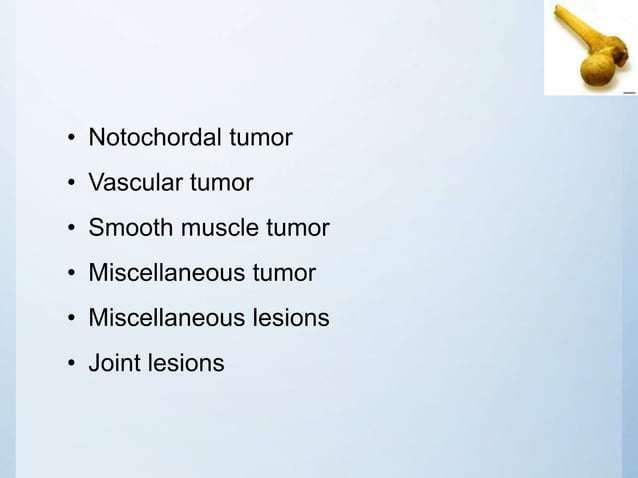 • Notochordal tumor
• Vascular tumor
• Smooth muscle tumor
• Miscellaneous tumor
• Miscellaneous lesions
• Joint lesions